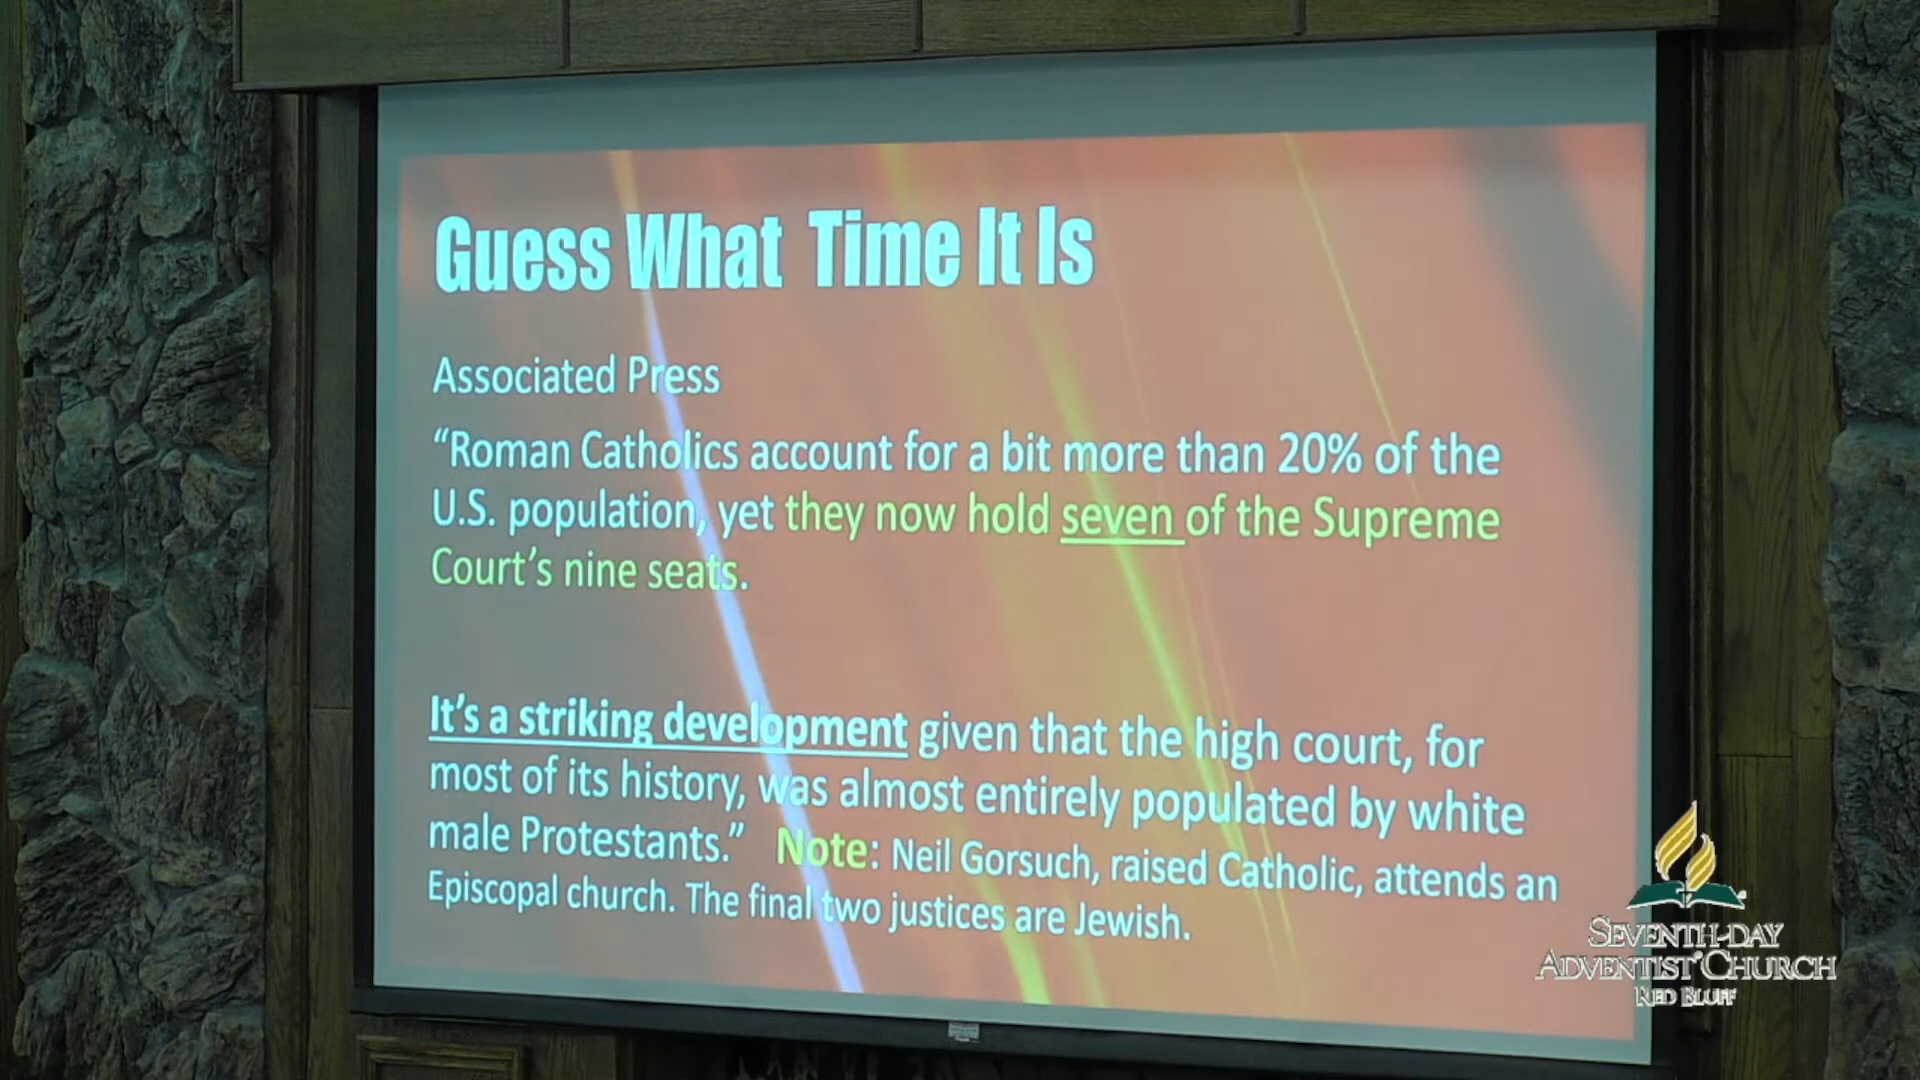 Guess What Time It Is
Associated Press
“Roman Catholics account for a bit more than 20% of the
U.S. population, yet they now hold seven of the Supreme
Court’s nine seats.
It’s a striking development given that the high court, for
most of its history, was almost entirely populated by white
male Protestants.” Note: Neil Gorsuch, raised Catholic, attends an
Episcopal church. The final two justices are Jewish.
SEVENTH-DAY
ADVENTIST CHURCH
RED BLUFF